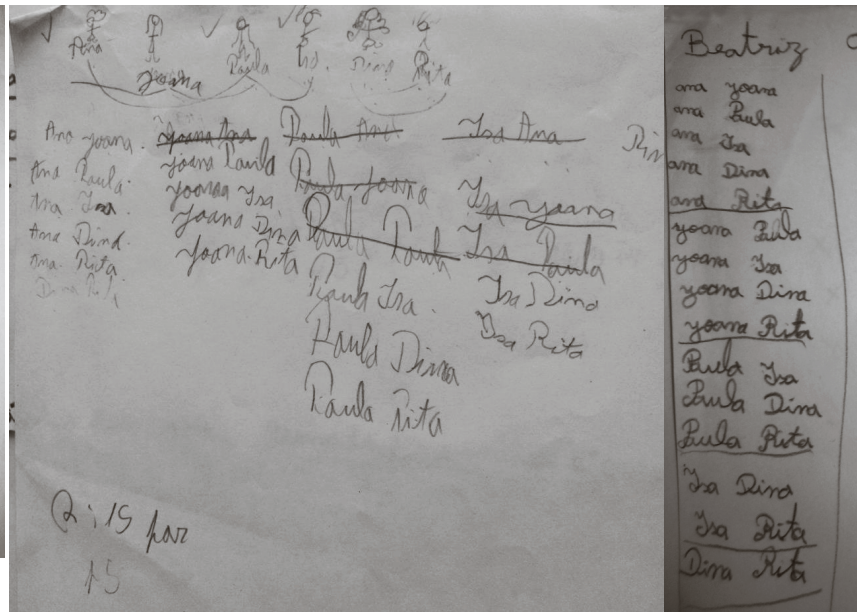 Ana
Joana
Paula
Isa
Dina
Rita
Ana Joana.
Ana Paula.
Ana Isa.
Ana Dina.
Ana. Rita
Dina Rita
Joana Ana
Joana Paula
Joana Isa
Joana Dina
Joana. Rita
Paula Ana
Paula Joana
Paula Paula
Paula Isa.
Paula Dina
Paula Rita
Isa Ana
Isa Joana
Isa Paula
Isa Dina
Isa Rita
Din
R: 15 par
15
Beatriz
ana Joana
ana Paula
ana Isa
ana Dina
ana Rita
Joana Paula
Joana Isa
Joana Dina
Joana Rita
Paula Isa
Paula Dina
Paula Rita
Isa Dina
Isa Rita
Dina Rita